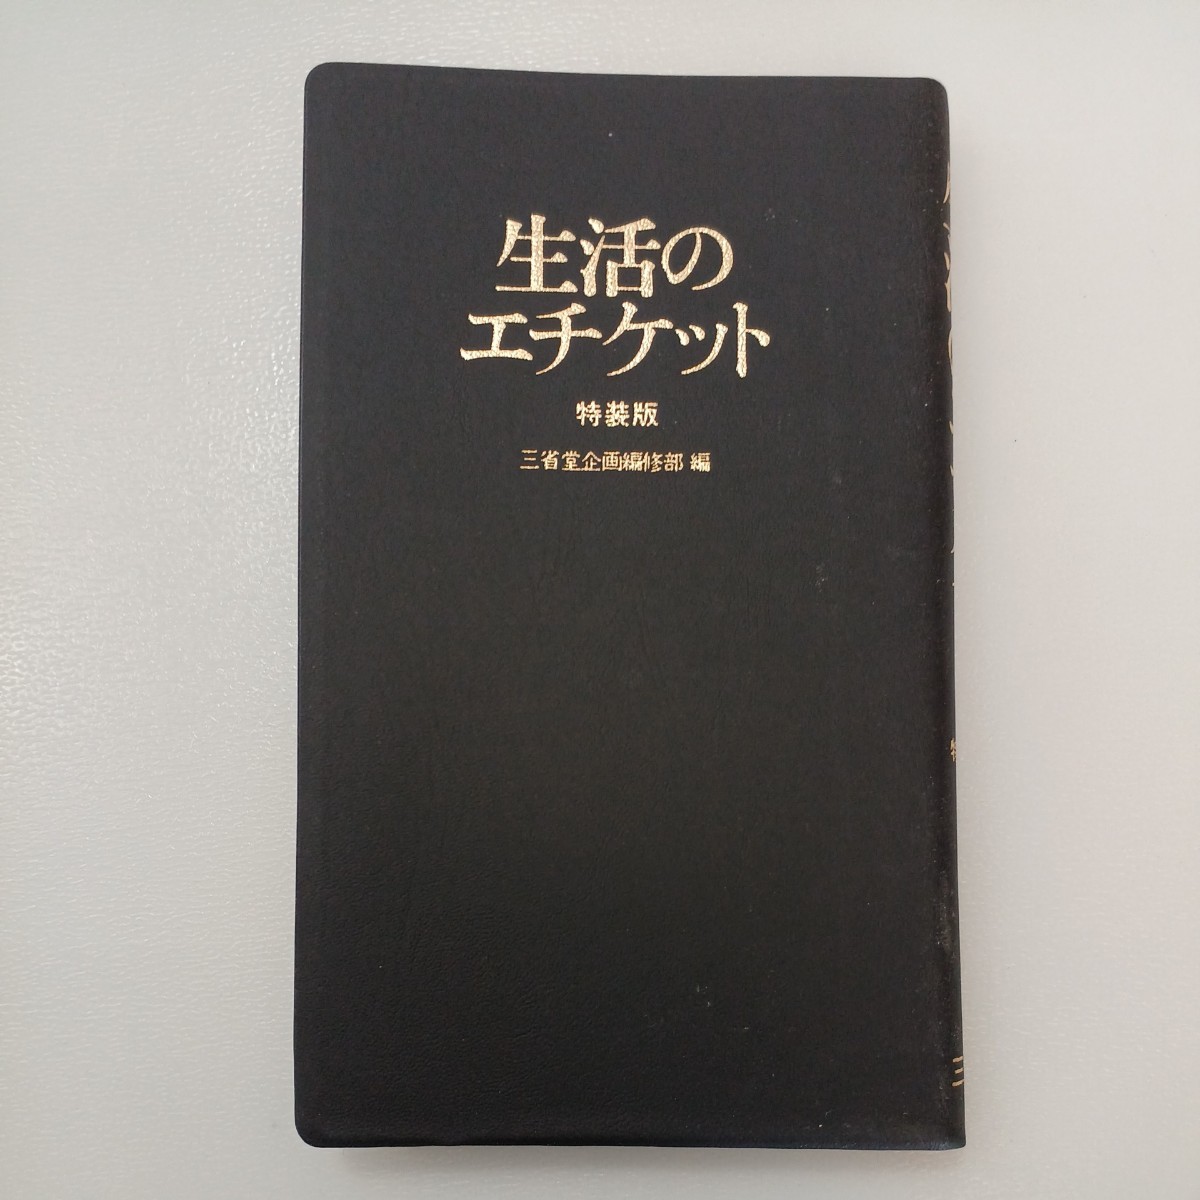 生活の
エチケット
特装版
三省堂企画編修部 編